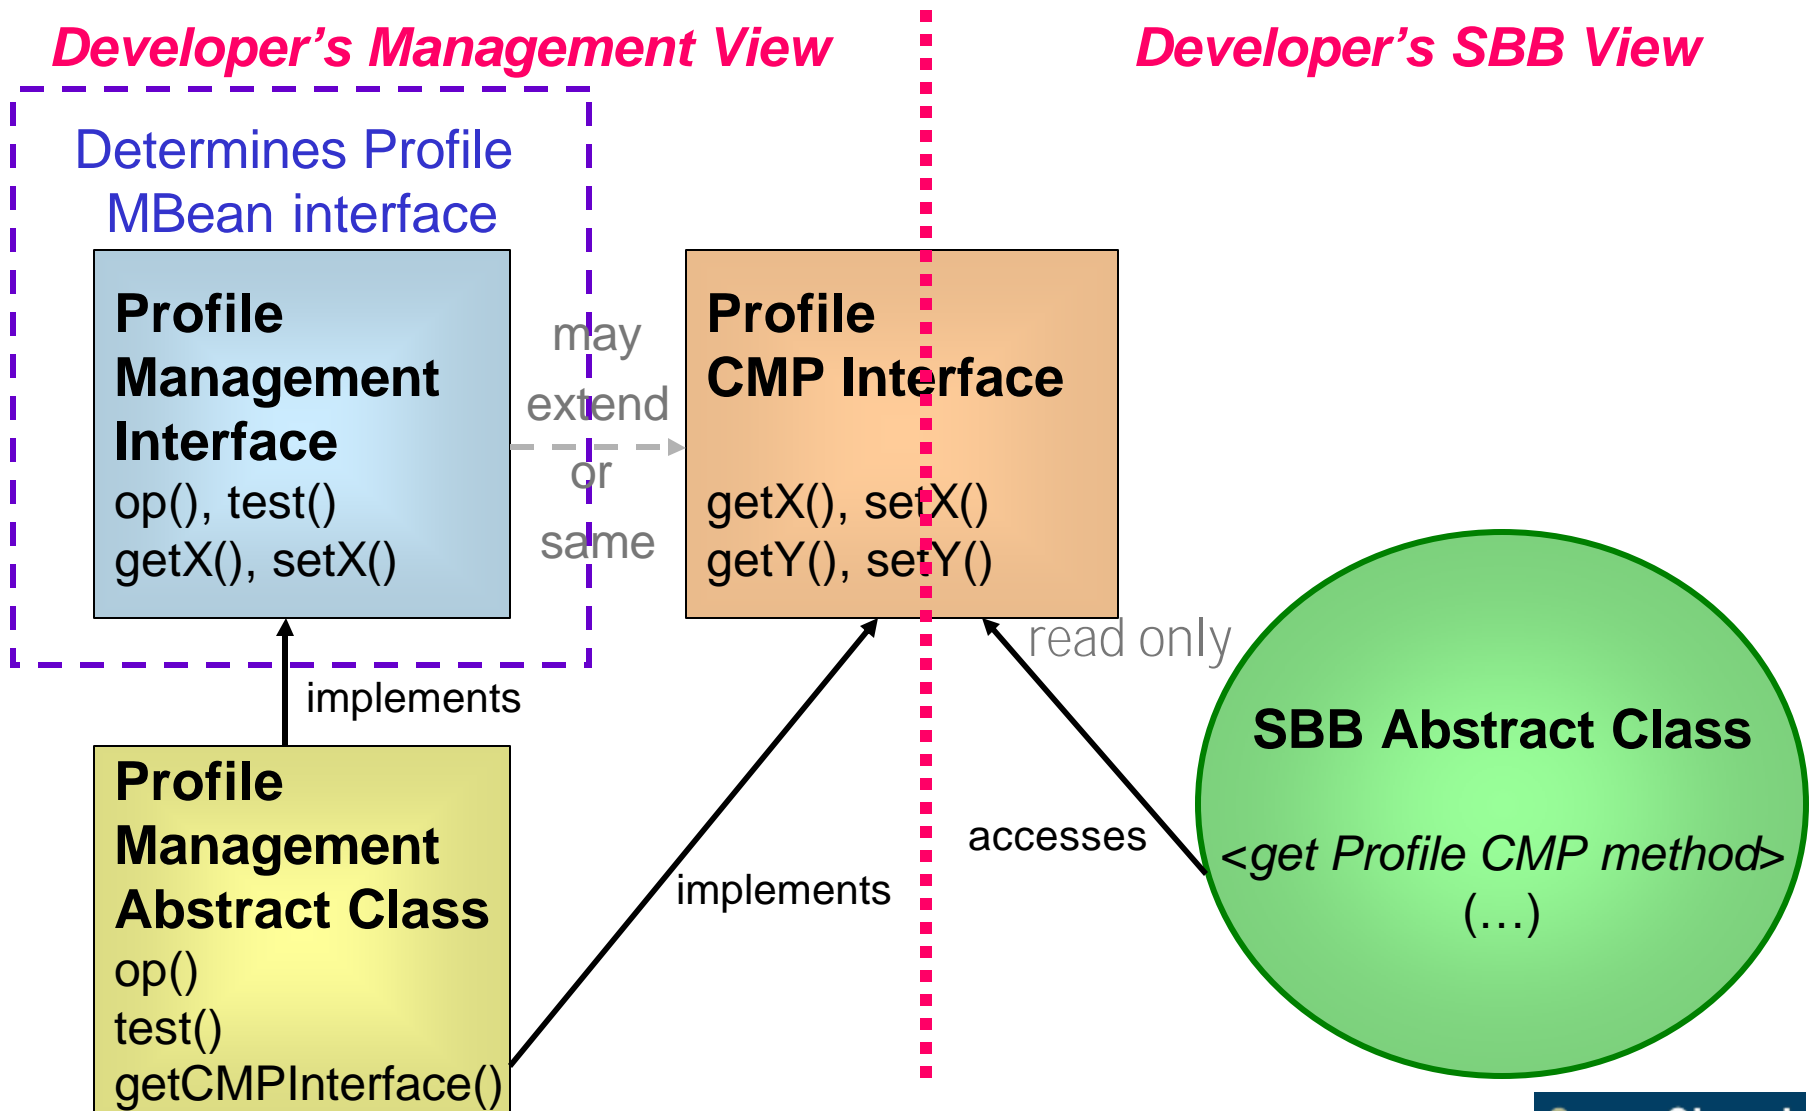 Developer’s Management View
Developer’s SBB View
Determines Profile
MBean interface
Profile
Management
Interface
op(), test()
getX(), setX()
may
extend
or
same
Profile
CMP Interface
getX(), setX()
getY(), setY()
read only
implements
SBB Abstract Class
<get Profile CMP method>
(…)
accesses
implements
Profile
Management
Abstract Class
op()
test()
getCMPInterface()